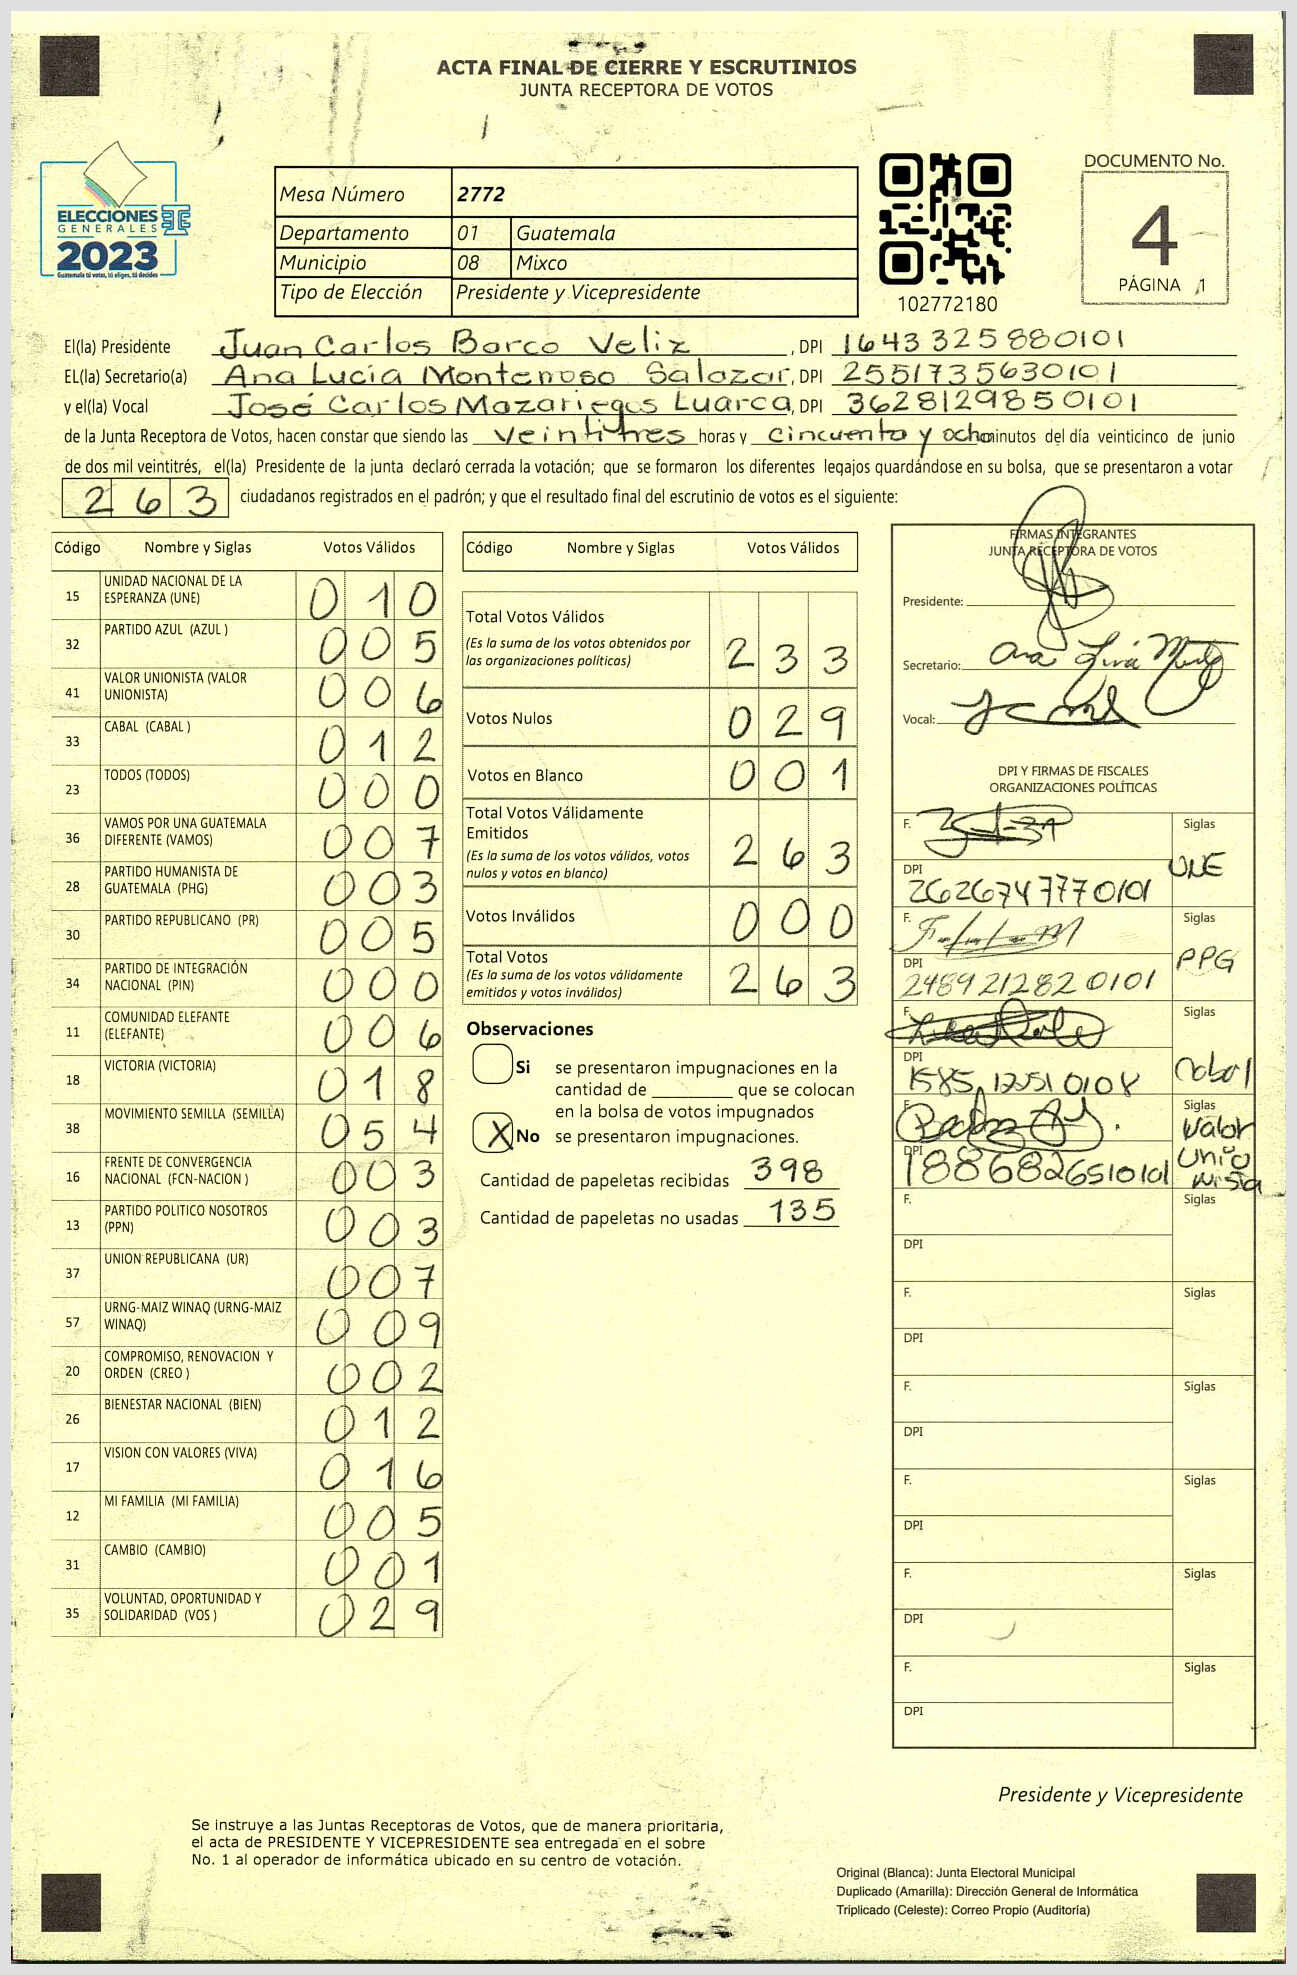 ACTA FINAL DE CIERRE Y ESCRUTINIOS
JUNTA RECEPTORA DE VOTOS
ELECCIONES
GENERALES
2023
Guatemala tú votas, tú eliges, tú decides
Mesa Número 2772
Departamento 01 Guatemala
Municipio 08 Mixco
Tipo de Elección Presidente y Vicepresidente
102772180
DOCUMENTO No.
4
PÁGINA 1
El(la) Presidente Juan Carlos Barco Veliz, DPI 1643325880101
EL(la) Secretario(a) Ana Lucía Montenoso Salazar, DPI 2551735630101
y el(la) Vocal José Carlos Mazariegos Luarca, DPI 3628129850101
de la Junta Receptora de Votos, hacen constar que siendo las veintitres horas y cincuenta y ocho minutos del día veinticinco de junio
de dos mil veintitrés, el(la) Presidente de la junta declaró cerrada la votación; que se formaron los diferentes legajos quardándose en su bolsa, que se presentaron a votar
263 ciudadanos registrados en el padrón; y que el resultado final del escrutinio de votos es el siguiente:
Código Nombre y Siglas Votos Válidos
15 UNIDAD NACIONAL DE LA ESPERANZA (UNE) 010
32 PARTIDO AZUL (AZUL ) 005
41 VALOR UNIONISTA (VALOR UNIONISTA) 006
33 CABAL (CABAL ) 012
23 TODOS (TODOS) 000
36 VAMOS POR UNA GUATEMALA DIFERENTE (VAMOS) 007
28 PARTIDO HUMANISTA DE GUATEMALA (PHG) 003
30 PARTIDO REPUBLICANO (PR) 005
34 PARTIDO DE INTEGRACIÓN NACIONAL (PIN) 000
11 COMUNIDAD ELEFANTE (ELEFANTE) 006
18 VICTORIA (VICTORIA) 018
38 MOVIMIENTO SEMILLA (SEMILLA) 054
16 FRENTE DE CONVERGENCIA NACIONAL (FCN-NACION ) 003
13 PARTIDO POLITICO NOSOTROS (PPN) 003
37 UNION REPUBLICANA (UR) 007
57 URNG-MAIZ WINAQ (URNG-MAIZ WINAQ) 009
20 COMPROMISO, RENOVACION Y ORDEN (CREO ) 002
26 BIENESTAR NACIONAL (BIEN) 012
17 VISION CON VALORES (VIVA) 016
12 MI FAMILIA (MI FAMILIA) 005
31 CAMBIO (CAMBIO) 001
35 VOLUNTAD, OPORTUNIDAD Y SOLIDARIDAD (VOS ) 029
Código Nombre y Siglas Votos Válidos
Total Votos Válidos
(Es la suma de los votos obtenidos por
las organizaciones políticas) 233
Votos Nulos 029
Votos en Blanco 001
Total Votos Válidamente
Emitidos
(Es la suma de los votos válidos, votos
nulos y votos en blanco) 263
Votos Inválidos 000
Total Votos
(Es la suma de los votos válidamente
emitidos y votos inválidos) 263
Observaciones
Si se presentaron impugnaciones en la
cantidad de ________ que se colocan
en la bolsa de votos impugnados
X No se presentaron impugnaciones.
Cantidad de papeletas recibidas 398
Cantidad de papeletas no usadas 135
FIRMAS INTEGRANTES
JUNTA RECEPTORA DE VOTOS
Presidente:
Secretario:
Vocal:
DPI Y FIRMAS DE FISCALES
ORGANIZACIONES POLÍTICAS
F. Siglas
UNE
DPI
2626747770101
F. Siglas
PPG
DPI
2489212820101
F. Siglas
DPI
F. Siglas
Valor
Unio
nista
DPI
1886826510101
F. Siglas
DPI
F. Siglas
DPI
F. Siglas
DPI
F. Siglas
DPI
F. Siglas
DPI
F. Siglas
DPI
Presidente y Vicepresidente
Se instruye a las Juntas Receptoras de Votos, que de manera prioritaria,
el acta de PRESIDENTE Y VICEPRESIDENTE sea entregada en el sobre
No. 1 al operador de informática ubicado en su centro de votación.
Original (Blanca): Junta Electoral Municipal
Duplicado (Amarilla): Dirección General de Informática
Triplicado (Celeste): Correo Propio (Auditoría)